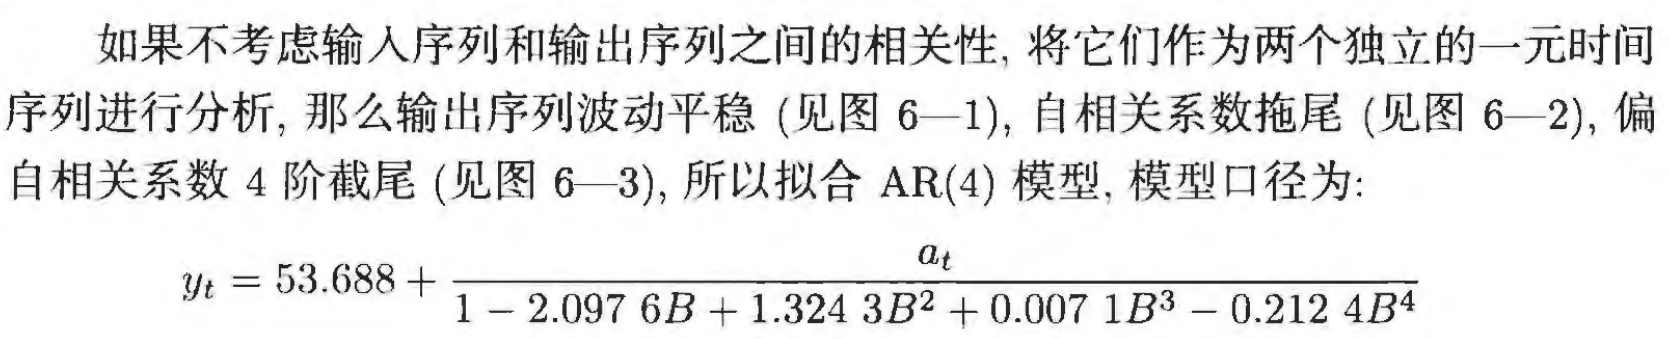 如果不考虑输入序列和输出序列之间的相关性, 将它们作为两个独立的一元时间
序列进行分析, 那么输出序列波动平稳 (见图 6—1), 自相关系数拖尾 (见图 6—2), 偏
自相关系数 4 阶截尾 (见图 6—3), 所以拟合 AR(4) 模型, 模型口径为:
y_t = 53.688 + \frac{a_t}{1 − 2.097 6B + 1.324 3B^2 + 0.007 1B^3 − 0.212 4B^4}